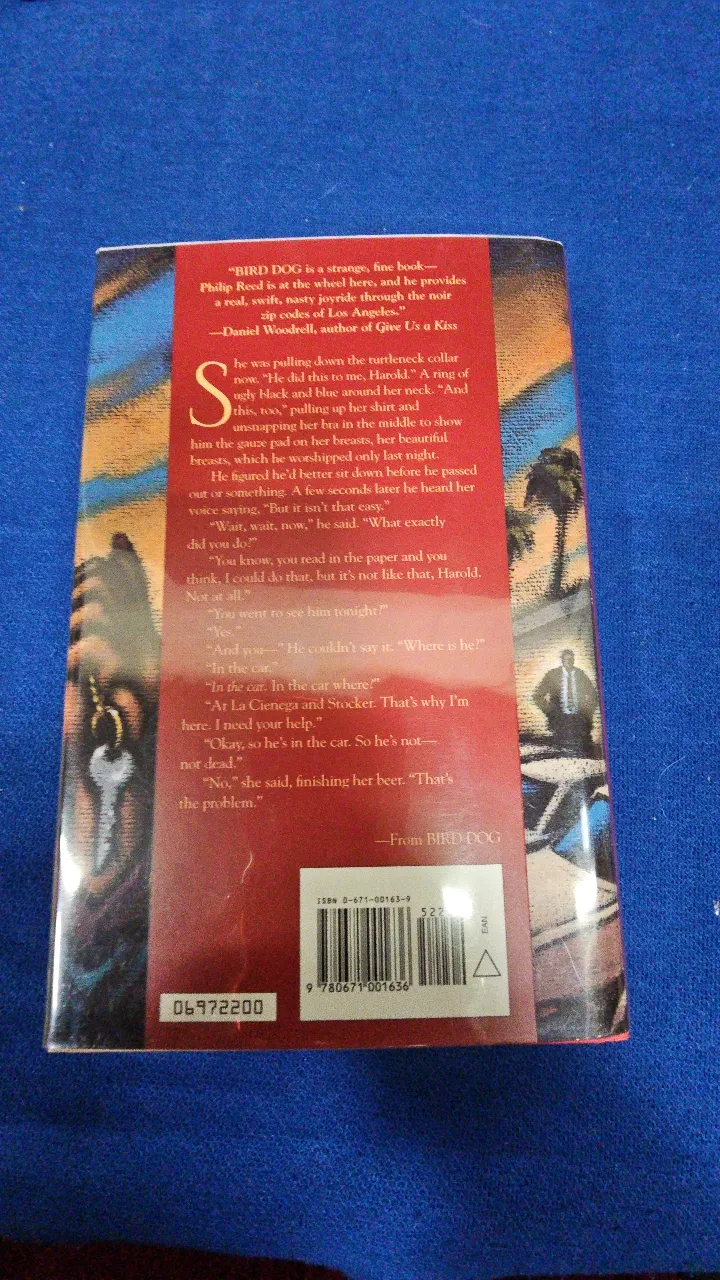 “BIRD DOG is a strange, fine book—
Philip Reed is at the wheel here, and he provides
a real, swift, nasty joyride through the noir
zip codes of Los Angeles.”
—Daniel Woodrell, author of Give Us a Kiss
She was pulling down the turtleneck collar
now. “He did this to me, Harold.” A ring of
ugly black and blue around her neck. “And
this, too,” pulling up her shirt and
unsnapping her bra in the middle to show
him the gauze pad on her breasts, her beautiful
breasts, which he worshipped only last night.
He figured he’d better sit down before he passed
out or something. A few seconds later he heard her
voice saying, “But it isn’t that easy.”
“Wait, wait, now,” he said. “What exactly
did you do?”
“You know, you read in the paper and you
think, I could do that, but it’s not like that, Harold.
Not at all.”
“You went to see him tonight?”
“Yes.”
“And you—” He couldn’t say it. “Where is he?”
“In the car.”
“In the car. In the car where?”
“At La Cienega and Stocker. That’s why I’m
here. I need your help.”
“Okay, so he’s in the car. So he’s not—
not dead.”
“No,” she said, finishing her beer. “That’s
the problem.”
—From BIRD DOG
ISBN 0-671-00163-9
522
EAN
9 780671 001636
06972200